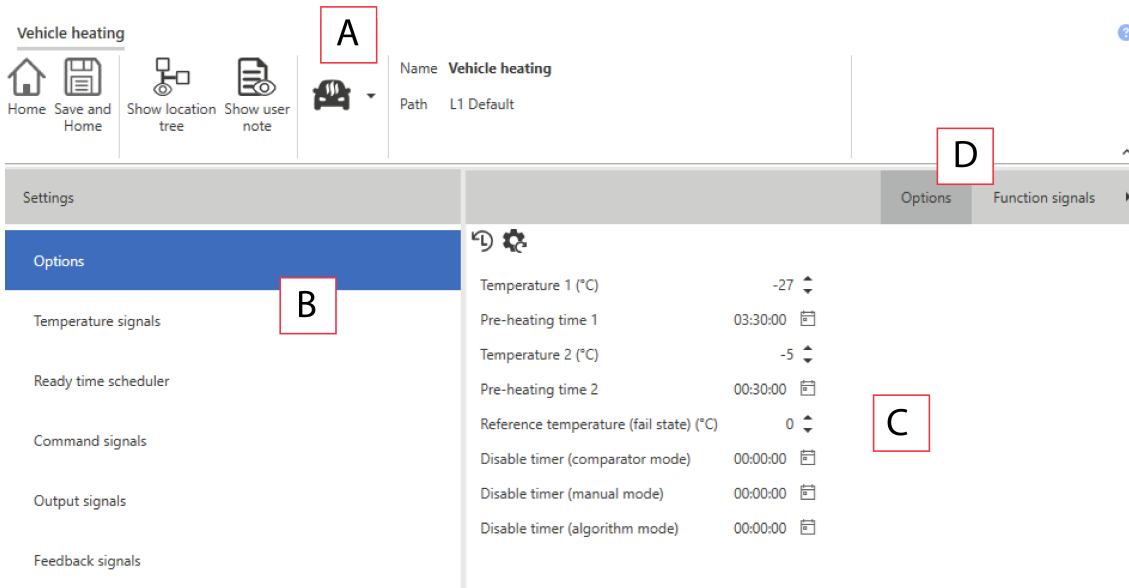 Vehicle heating
A
?
Home
Save and
Home
Show location
tree
Show user
note
Name Vehicle heating
Path L1 Default
D
Settings
Options Function signals
Options
B
Temperature signals
Ready time scheduler
Command signals
Output signals
Feedback signals
Temperature 1 (°C) -27
Pre-heating time 1 03:30:00
Temperature 2 (°C) -5
Pre-heating time 2 00:30:00
Reference temperature (fail state) (°C) 0
C
Disable timer (comparator mode) 00:00:00
Disable timer (manual mode) 00:00:00
Disable timer (algorithm mode) 00:00:00